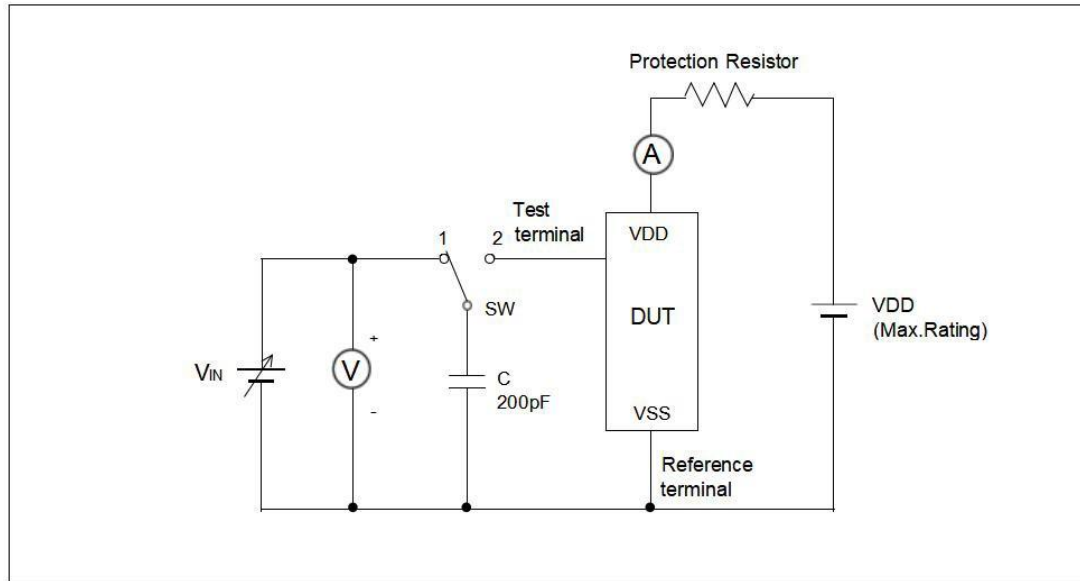 Protection Resistor
A
Test
terminal
1
2
VDD
SW
DUT
VDD
(Max.Rating)
+
VIN
V
C
200pF
-
VSS
Reference
terminal